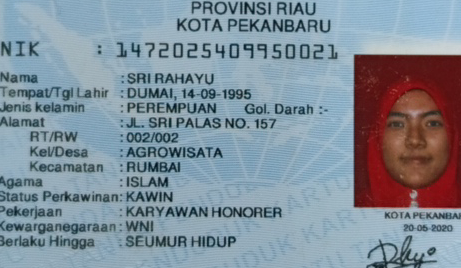 PROVINSI RIAU
KOTA PEKANBARU
NIK : 1472025409950021
Nama : SRI RAHAYU
Tempat/Tgl Lahir : DUMAI, 14-09-1995
Jenis kelamin : PEREMPUAN Gol. Darah :-
Alamat : JL. SRI PALAS NO. 157
RT/RW : 002/002
Kel/Desa : AGROWISATA
Kecamatan : RUMBAI
Agama : ISLAM
Status Perkawinan: KAWIN
Pekerjaan : KARYAWAN HONORER
Kewarganegaraan: WNI
Berlaku Hingga : SEUMUR HIDUP
KOTA PEKANBA
20-05-2020